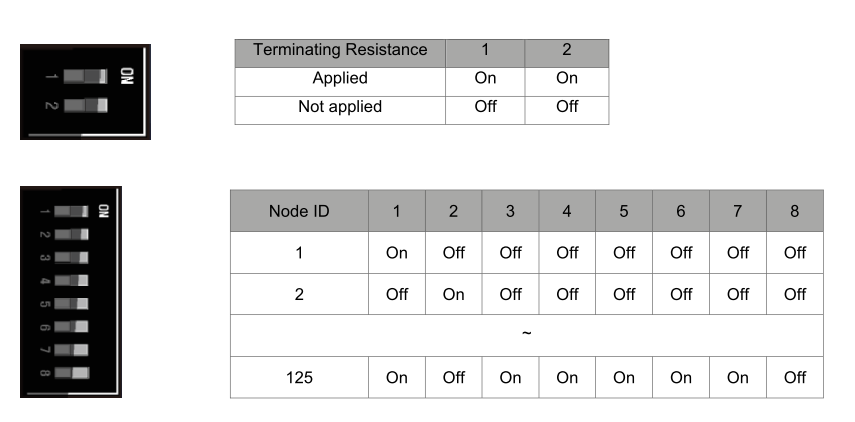 1 ON
2
Terminating Resistance 1 2
Applied On On
Not applied Off Off
1 ON
2
3
4
5
6
7
8
Node ID 1 2 3 4 5 6 7 8
1 On Off Off Off Off Off Off Off
2 Off On Off Off Off Off Off Off
~
125 On Off On On On On On Off